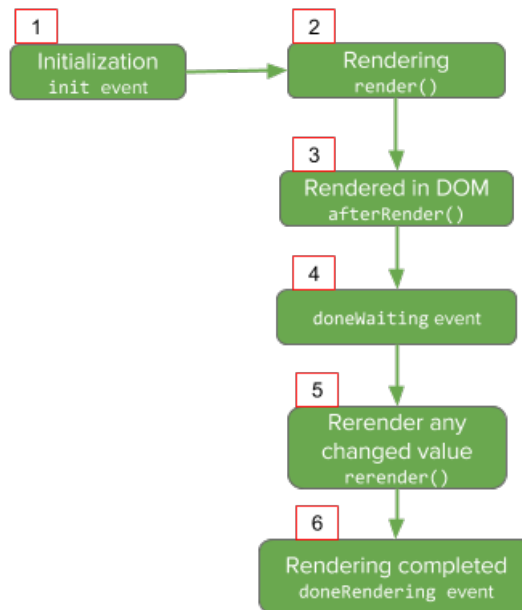 1
Initialization
init event
2
Rendering
render()
3
Rendered in DOM
afterRender()
4
doneWaiting event
5
Rerender any
changed value
rerender()
6
Rendering completed
doneRendering event